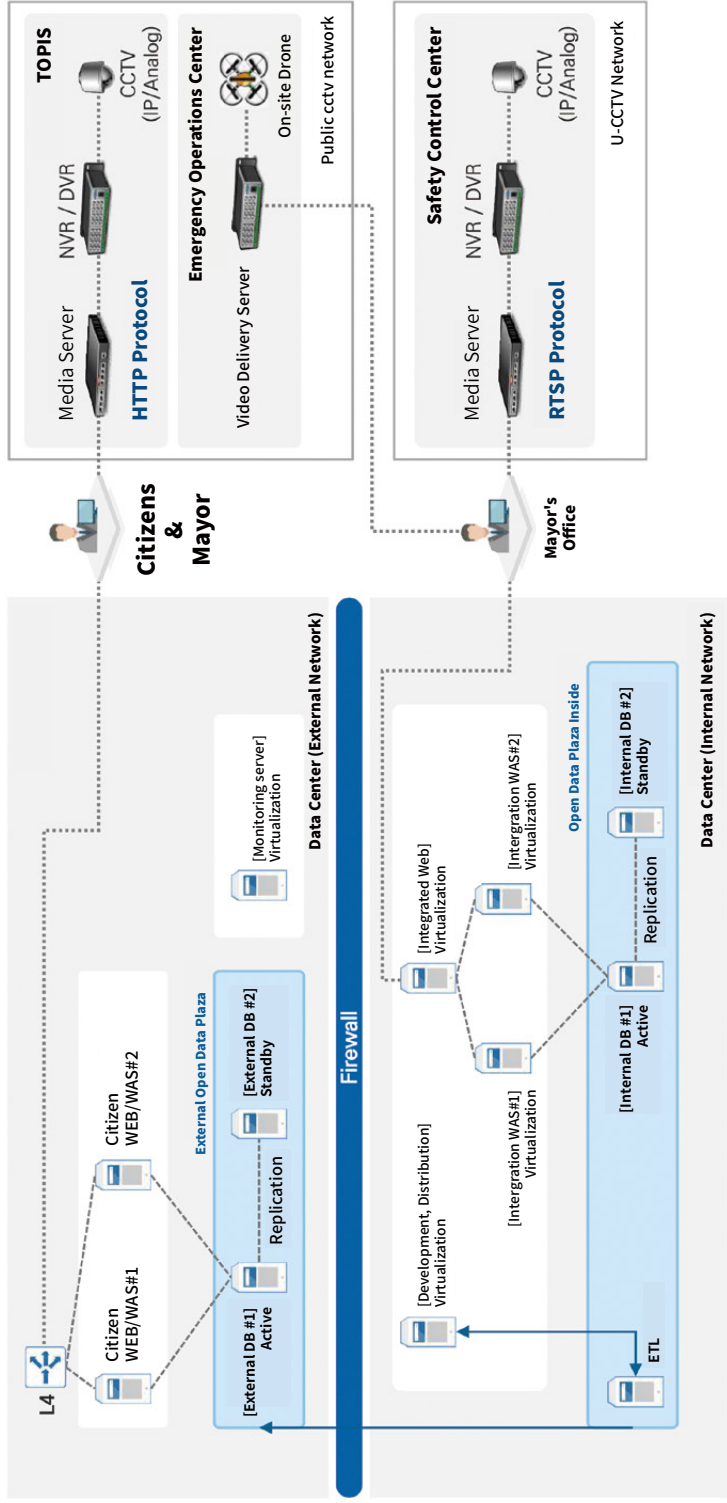 L4
Citizen
WEB/WAS#1
Citizen
WEB/WAS#2
[External DB #1]
Active
Replication
External Open Data Plaza
[External DB #2]
Standby
[Monitoring server]
Virtualization
Data Center (External Network)
Firewall
[Development, Distribution]
Virtualization
[Integrated Web]
Virtualization
[Intergration WAS#1]
Virtualization
[Intergration WAS#2]
Virtualization
Open Data Plaza Inside
ETL
[Internal DB #1]
Active
Replication
[Internal DB #2]
Standby
Data Center (Internal Network)
Citizens
&
Mayor
Mayor's
Office
TOPIS
Media Server
NVR / DVR
CCTV
(IP/Analog)
HTTP Protocol
Emergency Operations Center
Video Delivery Server
On-site Drone
Public cctv network
Safety Control Center
Media Server
NVR / DVR
CCTV
(IP/Analog)
RTSP Protocol
U-CCTV Network